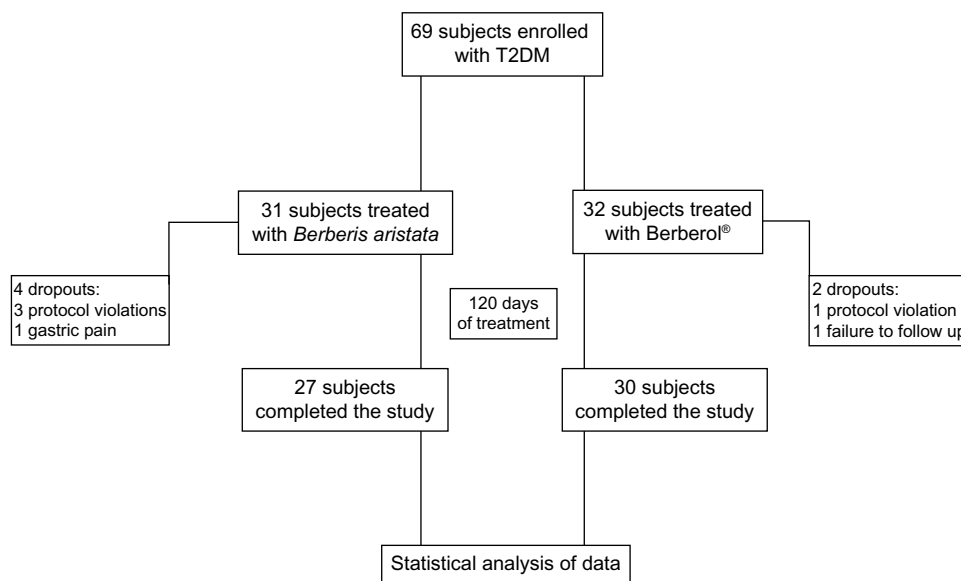 69 subjects enrolled
with T2DM
31 subjects treated
with Berberis aristata
32 subjects treated
with Berberol®
4 dropouts:
3 protocol violations
1 gastric pain
120 days
of treatment
2 dropouts:
1 protocol violation
1 failure to follow up
27 subjects
completed the study
30 subjects
completed the study
Statistical analysis of data